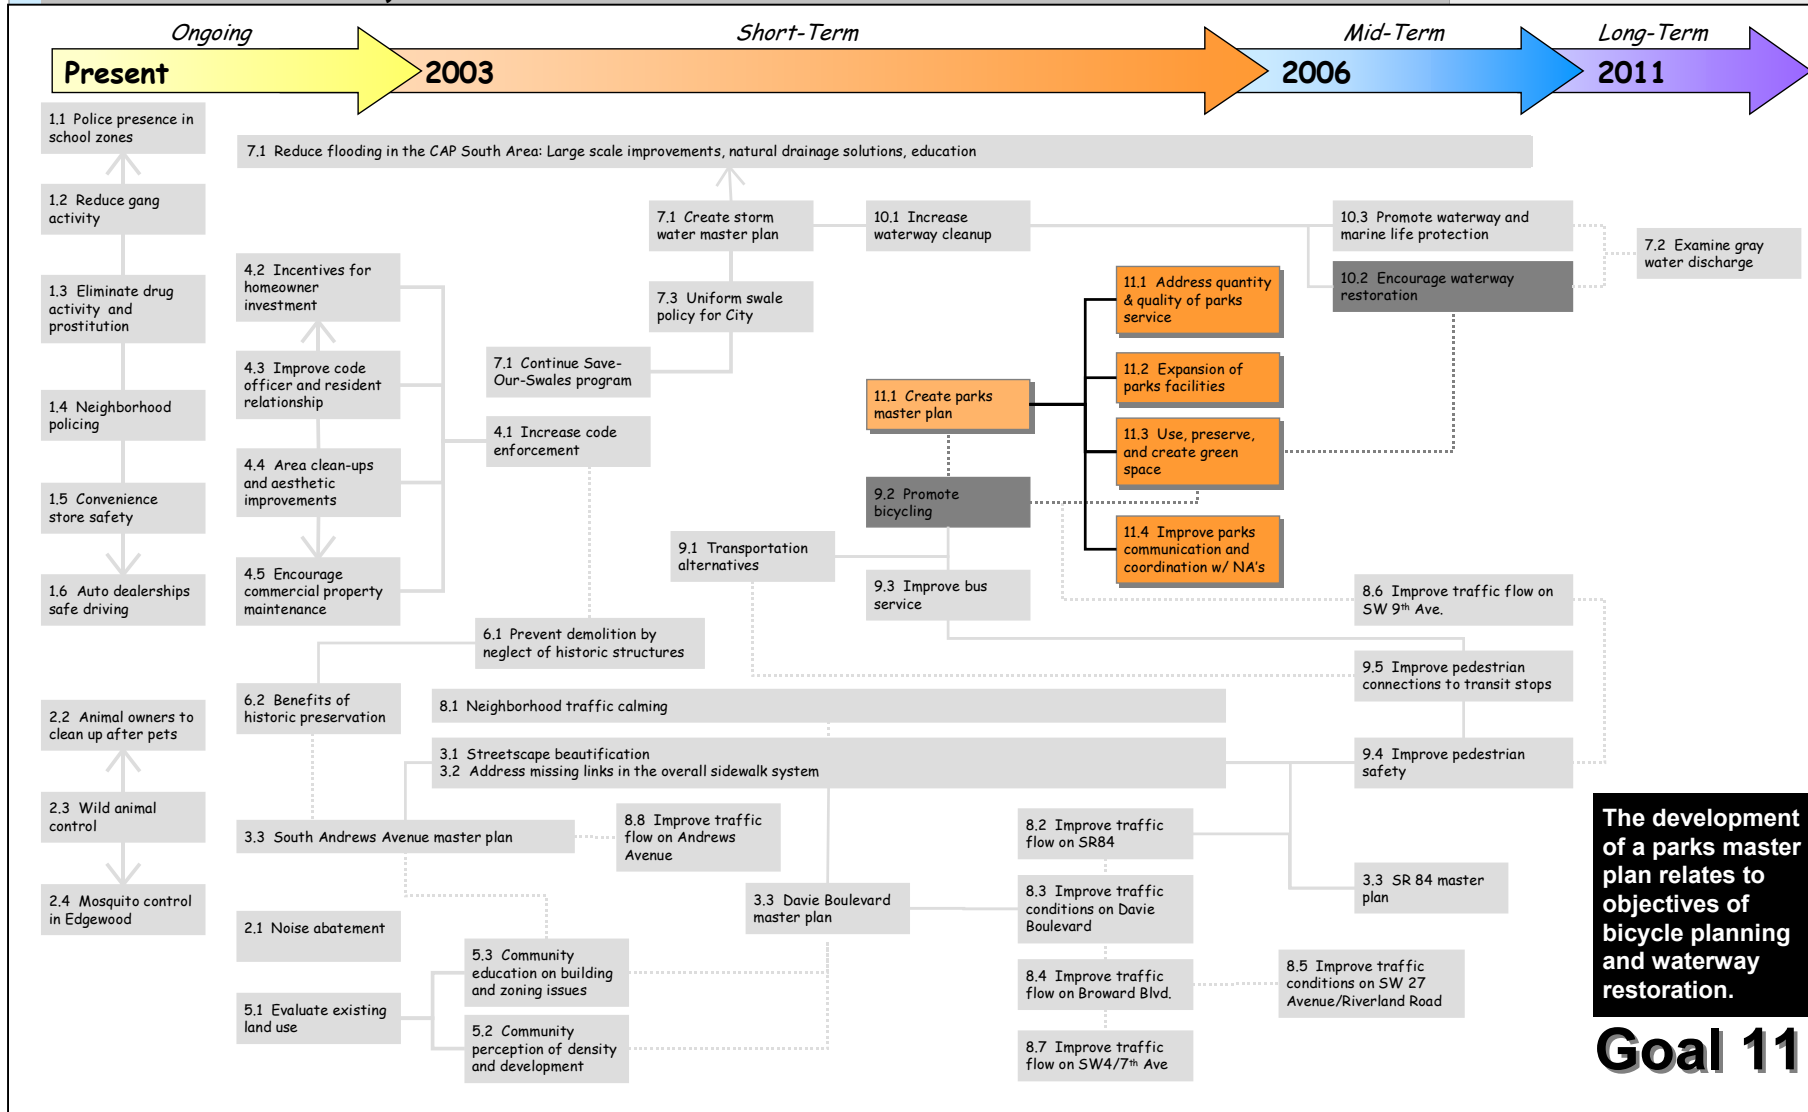 Ongoing
Short-Term
Mid-Term
Long-Term
Present
2003
2006
2011
1.1 Police presence in
school zones
7.1 Reduce flooding in the CAP South Area: Large scale improvements, natural drainage solutions, education
1.2 Reduce gang
activity
7.1 Create storm
water master plan
10.1 Increase
waterway cleanup
10.3 Promote waterway and
marine life protection
7.2 Examine gray
water discharge
4.2 Incentives for
homeowner
investment
11.1 Address quantity
& quality of parks
service
10.2 Encourage waterway
restoration
1.3 Eliminate drug
activity and
prostitution
7.3 Uniform swale
policy for City
4.3 Improve code
officer and resident
relationship
7.1 Continue Save-
Our-Swales program
11.2 Expansion of
parks facilities
11.1 Create parks
master plan
1.4 Neighborhood
policing
4.1 Increase code
enforcement
11.3 Use, preserve,
and create green
space
4.4 Area clean-ups
and aesthetic
improvements
1.5 Convenience
store safety
9.2 Promote
bicycling
11.4 Improve parks
communication and
coordination w/ NA's
9.1 Transportation
alternatives
4.5 Encourage
commercial property
maintenance
1.6 Auto dealerships
safe driving
9.3 Improve bus
service
8.6 Improve traffic flow on
SW 9th Ave.
6.1 Prevent demolition by
neglect of historic structures
9.5 Improve pedestrian
connections to transit stops
6.2 Benefits of
historic preservation
8.1 Neighborhood traffic calming
2.2 Animal owners to
clean up after pets
3.1 Streetscape beautification
3.2 Address missing links in the overall sidewalk system
9.4 Improve pedestrian
safety
2.3 Wild animal
control
3.3 South Andrews Avenue master plan
8.8 Improve traffic
flow on Andrews
Avenue
8.2 Improve traffic
flow on SR84
The development
of a parks master
plan relates to
objectives of
bicycle planning
and waterway
restoration.
2.4 Mosquito control
in Edgewood
3.3 Davie Boulevard
master plan
8.3 Improve traffic
conditions on Davie
Boulevard
3.3 SR 84 master
plan
2.1 Noise abatement
5.3 Community
education on building
and zoning issues
8.4 Improve traffic
flow on Broward Blvd.
8.5 Improve traffic
conditions on SW 27
Avenue/Riverland Road
5.1 Evaluate existing
land use
5.2 Community
perception of density
and development
8.7 Improve traffic
flow on SW4/7th Ave
Goal 11